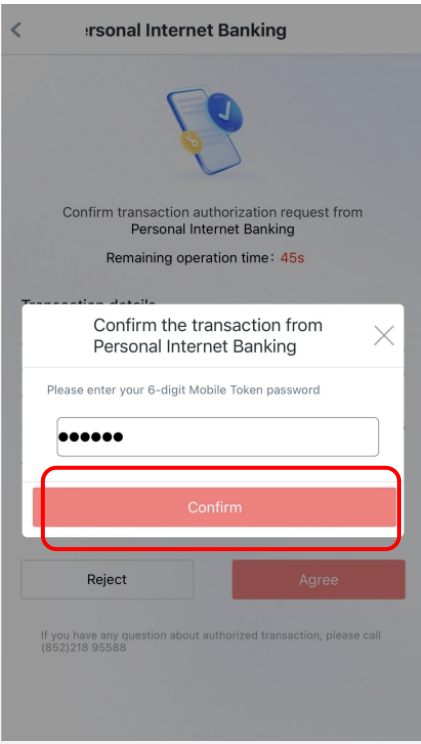 ersonal Internet Banking
Confirm transaction authorization request from
Personal Internet Banking
Remaining operation time: 45s
Transaction details
Confirm the transaction from
Personal Internet Banking
Please enter your 6-digit Mobile Token password
••••••
Confirm
Reject
Agree
If you have any question about authorized transaction, please call
(852)218 95588